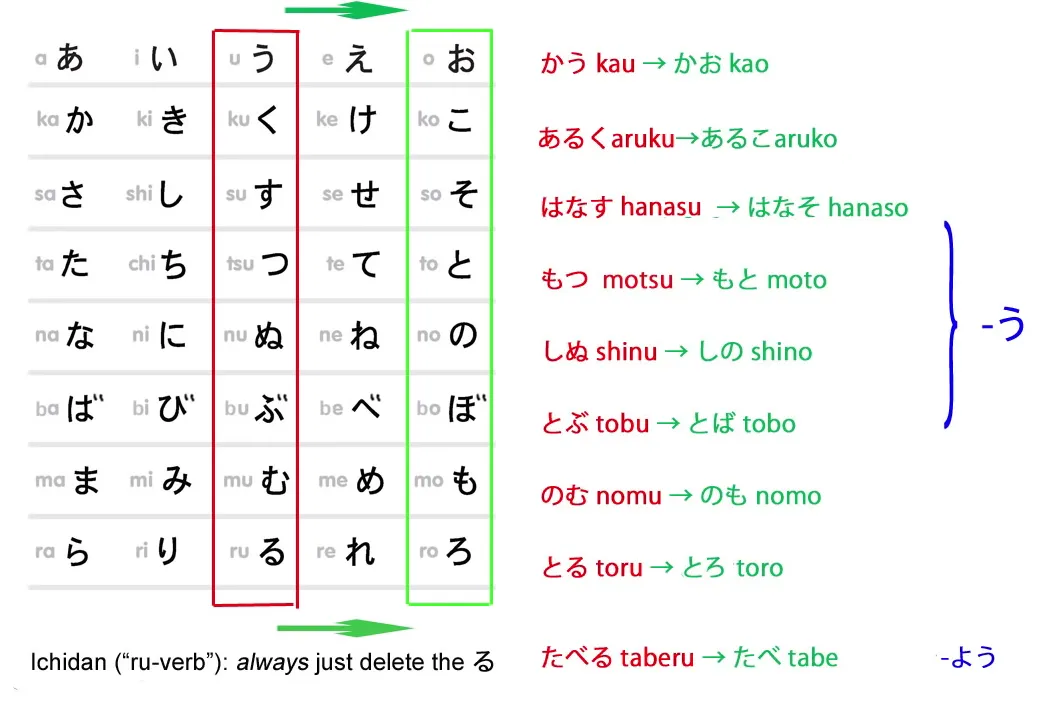 a あ i い u う e え o お かう kau → かお kao
ka か ki き ku く ke け ko こ あるくaruku→あるこaruko
sa さ shi し su す se せ so そ はなす hanasu → はなそ hanaso
ta た chi ち tsu つ te て to と もつ motsu → もと moto
na な ni に nu ぬ ne ね no の しぬ shinu → しの shino
-う
ba ば bi び bu ぶ be べ bo ぼ とぶ tobu → とば tobo
ma ま mi み mu む me め mo も のむ nomu → のも nomo
ra ら ri り ru る re れ ro ろ とる toru → とろ toro
Ichidan (“ru-verb”): always just delete the る たべる taberu → たべ tabe -よう